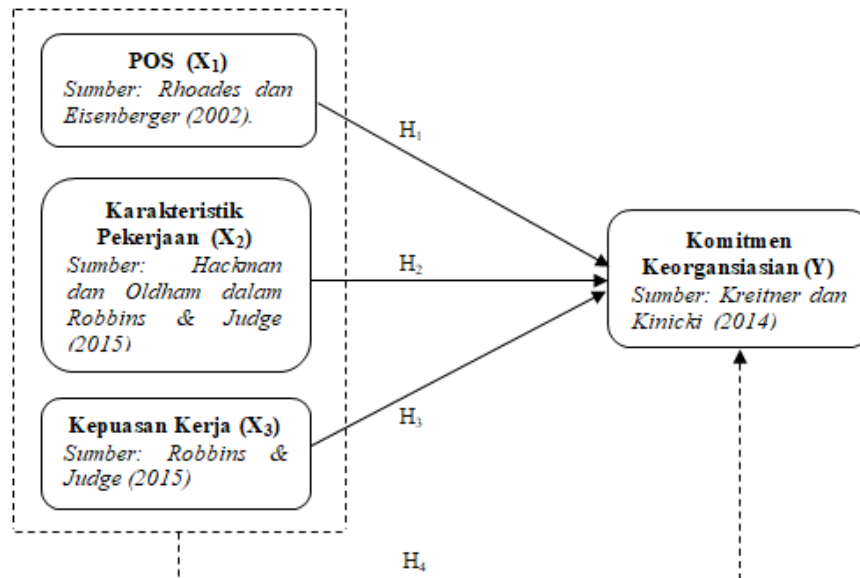 POS (X₁)
Sumber: Rhoades dan
Eisenberger (2002).
H₁
Karakteristik
Pekerjaan (X₂)
Sumber: Hackman
dan Oldham dalam
Robbins & Judge
(2015)
H₂
Komitmen
Keorgansiasian (Y)
Sumber: Kreitner dan
Kinicki (2014)
Kepuasan Kerja (X₃)
Sumber: Robbins &
Judge (2015)
H₃
H₄